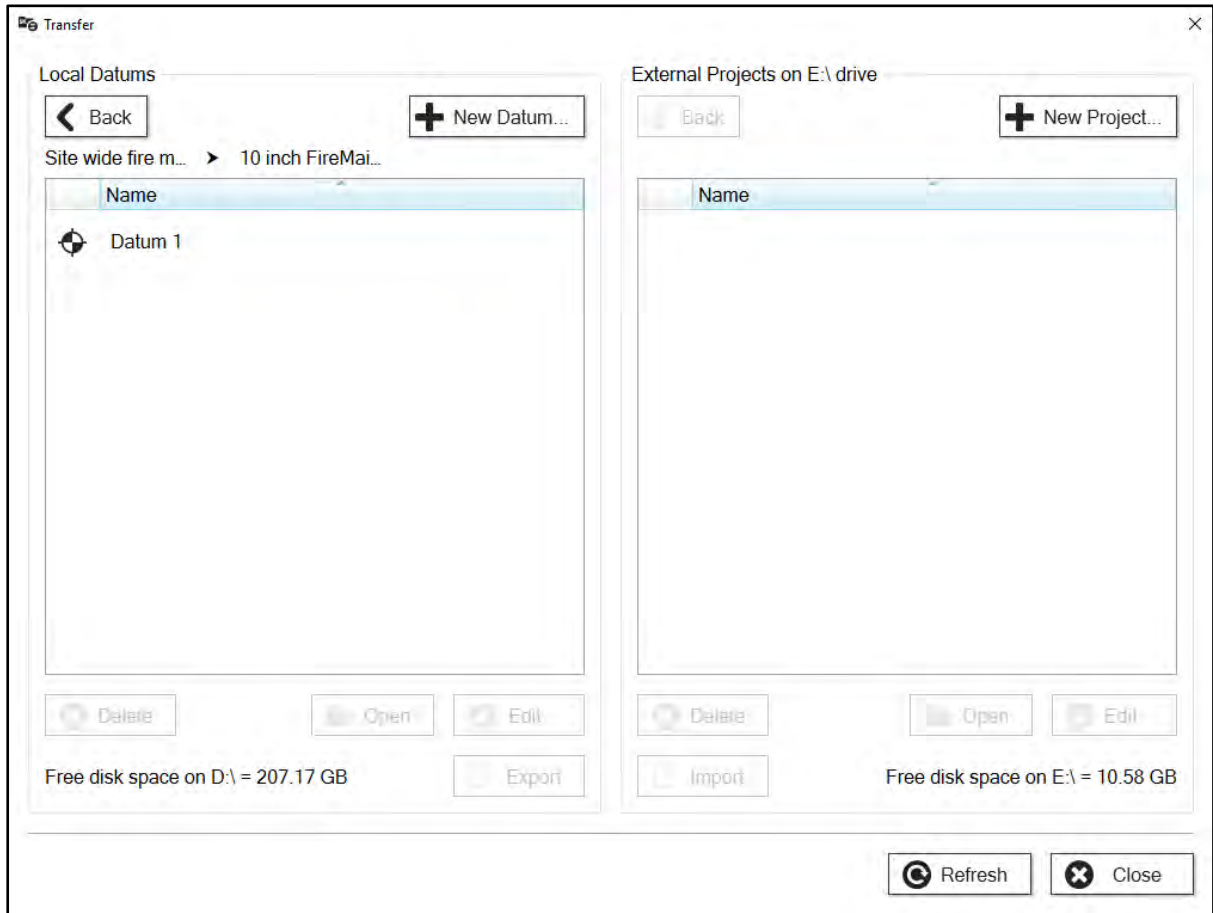 Transfer
Local Datums
Back
New Datum...
Site wide fire m... ➤ 10 inch FireMai...
Name
Datum 1
Delete
Open
Edit
Free disk space on D:\ = 207.17 GB
Export
External Projects on E:\ drive
Back
New Project...
Name
Delete
Open
Edit
Import
Free disk space on E:\ = 10.58 GB
Refresh
Close